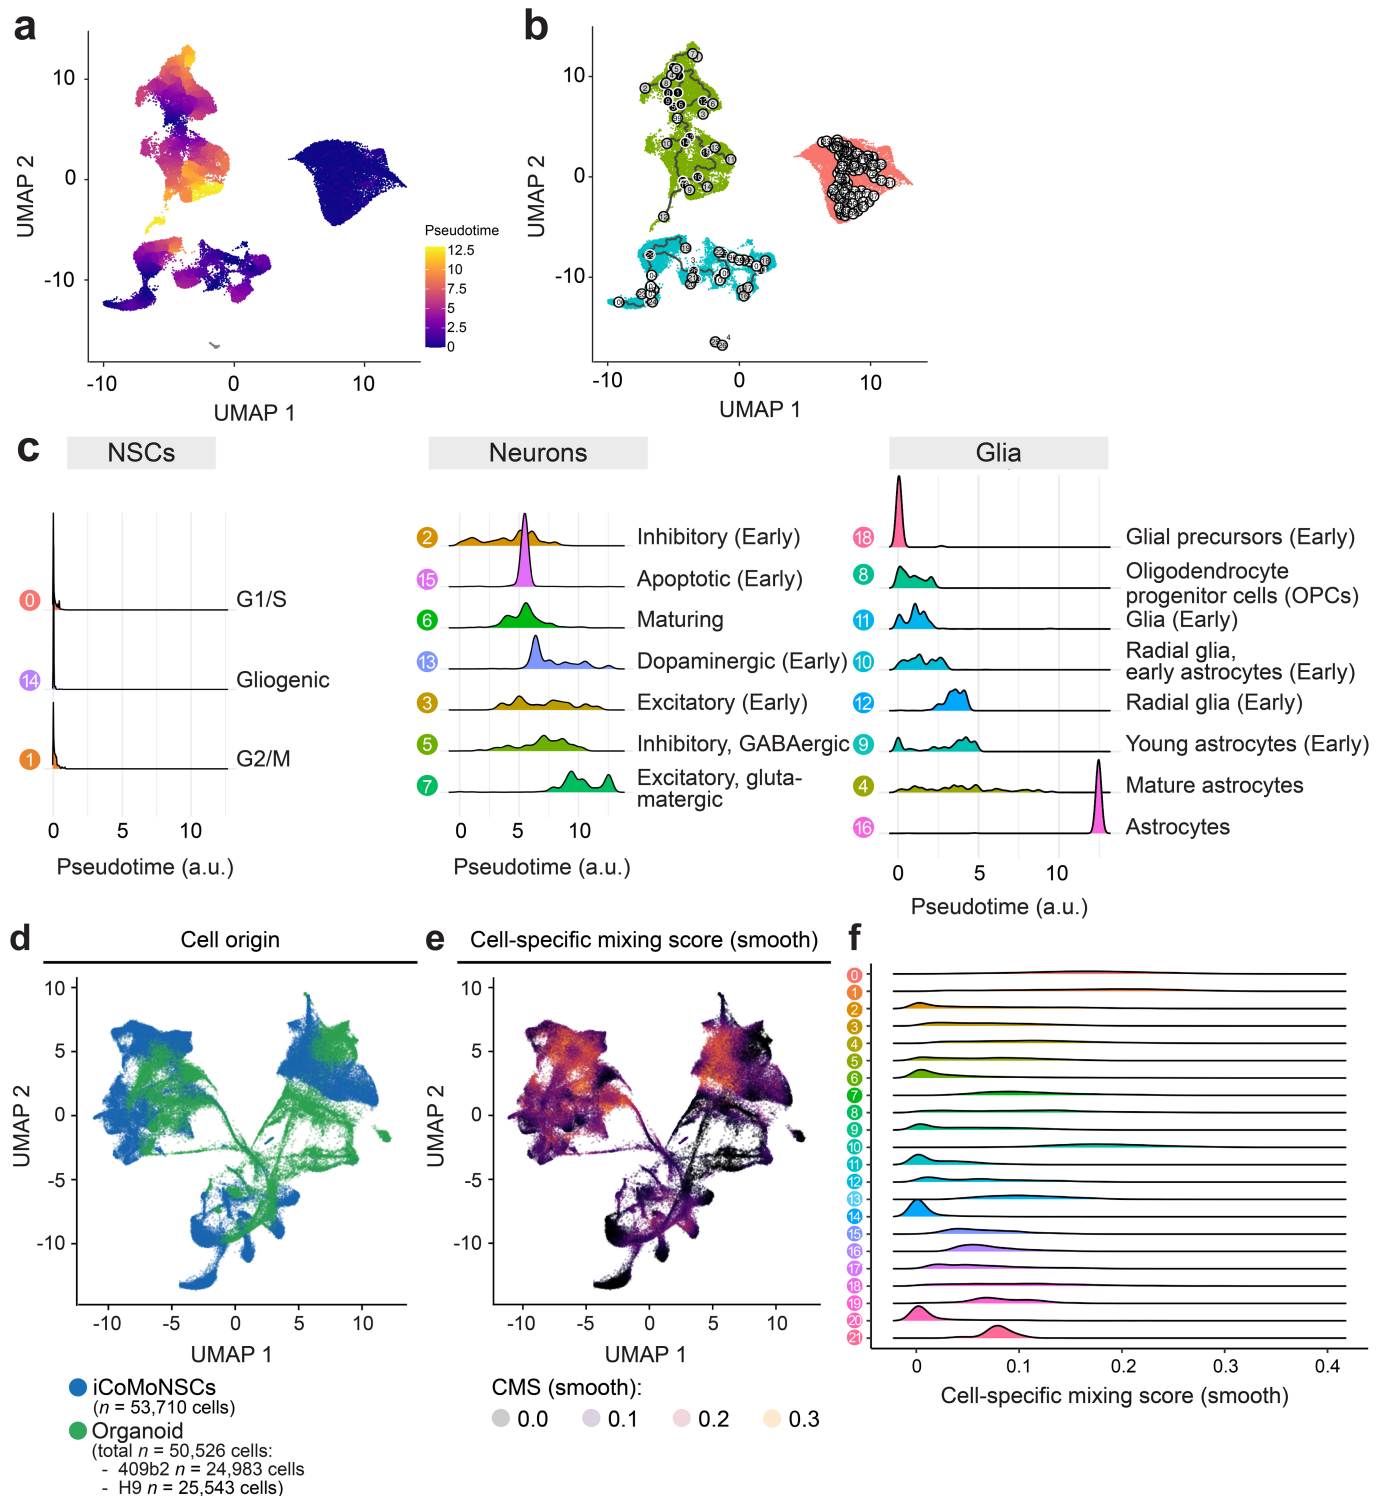 a
b
10
0
-10
UMAP 2
-10
0
10
UMAP 1
Pseudotime
12.5
10
7.5
5
2.5
0
10
0
-10
UMAP 2
-10
0
10
UMAP 1
3
4
c
NSCs
Neurons
Glia
0
G1/S
14
Gliogenic
1
G2/M
0
5
10
Pseudotime (a.u.)
2
Inhibitory (Early)
15
Apoptotic (Early)
6
Maturing
13
Dopaminergic (Early)
3
Excitatory (Early)
5
Inhibitory, GABAergic
7
Excitatory, gluta-
matergic
0
5
10
Pseudotime (a.u.)
18
Glial precursors (Early)
8
Oligodendrocyte
progenitor cells (OPCs)
11
Glia (Early)
10
Radial glia,
early astrocytes (Early)
12
Radial glia (Early)
9
Young astrocytes (Early)
4
Mature astrocytes
16
Astrocytes
0
5
10
Pseudotime (a.u.)
d
Cell origin
10
5
0
-5
-10
UMAP 2
-10
-5
0
5
10
UMAP 1
iCoMoNSCs
(n = 53,710 cells)
Organoid
(total n = 50,526 cells:
- 409b2 n = 24,983 cells
- H9 n = 25,543 cells)
e
Cell-specific mixing score (smooth)
10
5
0
-5
-10
UMAP 2
-10
-5
0
5
10
UMAP 1
CMS (smooth):
0.0
0.1
0.2
0.3
f
0
1
2
3
4
5
6
7
8
9
10
11
12
13
14
15
16
17
18
19
20
21
0
0.1
0.2
0.3
0.4
Cell-specific mixing score (smooth)